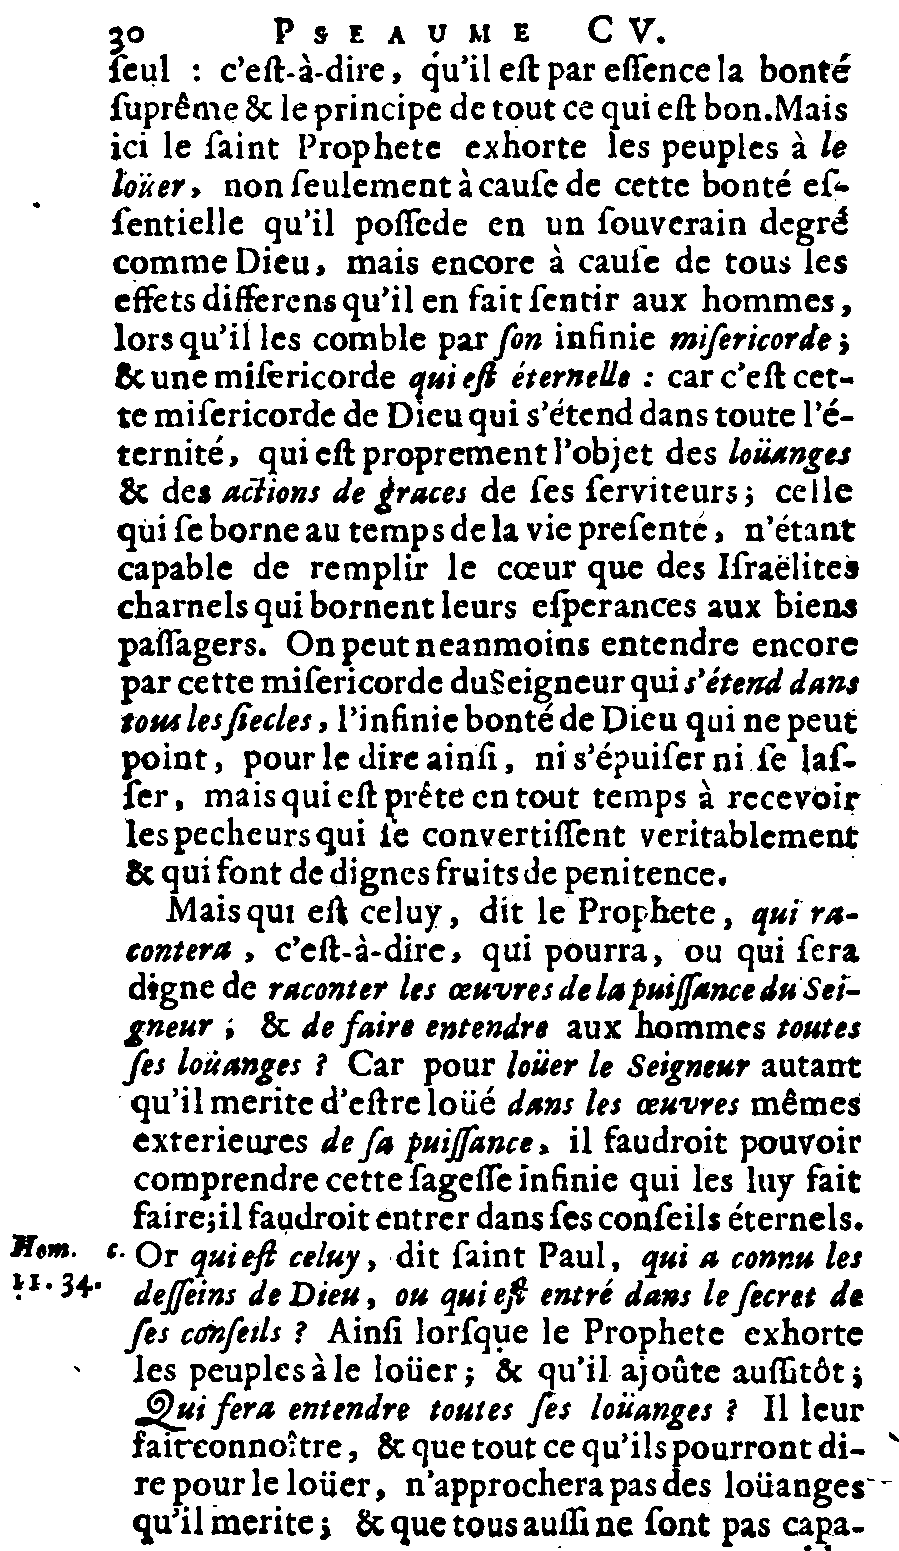 30 PSEAUME CV.
ſeul : c'eſt-à-dire, qu'il eſt par eſſence la bonté
ſuprême & le principe de tout ce qui eſt bon. Mais
ici le ſaint Prophete exhorte les peuples à le
loüer, non ſeulement à cauſe de cette bonté eſ-
ſentielle qu'il poſſede en un ſouverain degré
comme Dieu, mais encore à cauſe de tous les
effets differens qu'il en fait ſentir aux hommes,
lors qu'il les comble par ſon infinie miſericorde ;
& une miſericorde qui eſt éternelle : car c'eſt cet-
te miſericorde de Dieu qui s'étend dans toute l'é-
ternité, qui eſt proprement l'objet des loüanges
& des actions de graces de ſes ſerviteurs ; celle
qui ſe borne au temps de la vie preſente, n'étant
capable de remplir le cœur que des Iſraëlites
charnels qui bornent leurs eſperances aux biens
paſſagers. On peut neanmoins entendre encore
par cette miſericorde du Seigneur qui s'étend dans
tous les ſiecles, l'infinie bonté de Dieu qui ne peut
point, pour le dire ainſi, ni s'épuiſer ni ſe laſ-
ſer, mais qui eſt prête en tout temps à recevoir
les pecheurs qui ſe convertiſſent veritablement
& qui font de dignes fruits de penitence.
Mais qui eſt celuy, dit le Prophete, qui ra-
contera, c'eſt-à-dire, qui pourra, ou qui ſera
digne de raconter les œuvres de la puiſſance du Sei-
gneur ; & de faire entendre aux hommes toutes
ſes loüanges ? Car pour loüer le Seigneur autant
qu'il merite d'eſtre loüé dans les œuvres mêmes
exterieures de ſa puiſſance, il faudroit pouvoir
comprendre cette ſageſſe infinie qui les luy fait
faire; il faudroit entrer dans ſes conſeils éternels.
Hom. c. Or qui eſt celuy, dit ſaint Paul, qui a connu les
11. 34. deſſeins de Dieu, ou qui eſt entré dans le ſecret de
ſes conſeils ? Ainſi lorſque le Prophete exhorte
les peuples à le loüer ; & qu'il ajoûte auſſitôt ;
Qui ſera entendre toutes ſes loüanges ? Il leur
fait connoître, & que tout ce qu'ils pourront di-
re pour le loüer, n'approchera pas des loüanges
qu'il merite ; & que tous auſſi ne ſont pas capa-